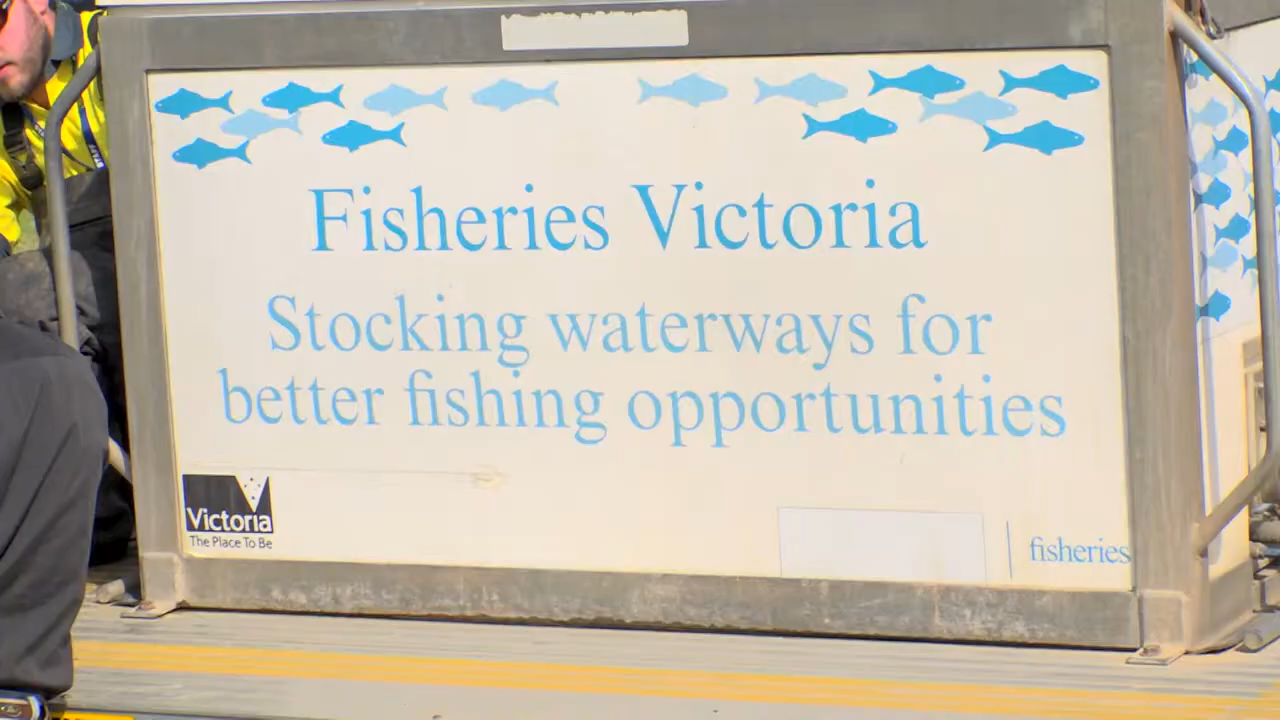 Fisheries Victoria
Stocking waterways for
better fishing opportunities
Victoria
The Place To Be
fisheries